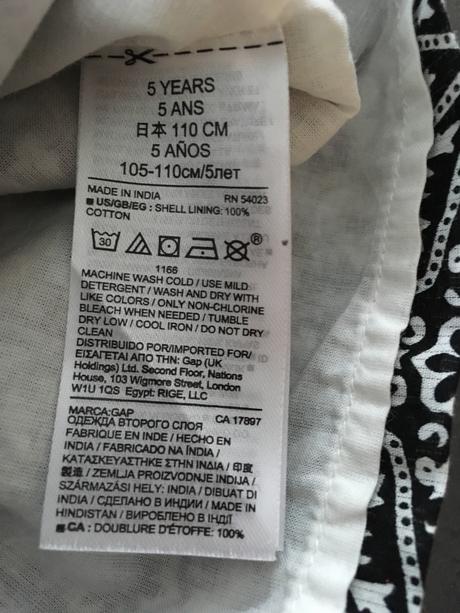 5 YEARS
5 ANS
日本 110 CM
5 AÑOS
105-110см/5лет
MADE IN INDIA RN 54023
■ US/GB/EG : SHELL LINING: 100%
COTTON
30
®
1166
MACHINE WASH COLD / USE MILD
DETERGENT / WASH AND DRY WITH
LIKE COLORS / ONLY NON-CHLORINE
BLEACH WHEN NEEDED / TUMBLE
DRY LOW / COOL IRON / DO NOT DRY
CLEAN
DISTRIBUIDO POR/IMPORTED FOR/
ΕΙΣΑΓΕΤΑΙ ΑΠΟ ΤΗΝ: Gap (UK
Holdings) Ltd. Second Floor, Nations
House, 103 Wigmore Street, London
W1U 1QS Egypt: RIGE, LLC
МАРСА:GAP CA 17897
ОДЕЖДА ВТОРОГО СЛОЯ
FABRIQUE EN INDE / HECHO EN
INDIA / FABRICADO NA ÍNDIA /
ΚΑΤΑΣΚΕΥΑΣΤΗΚΕ ΣΤΗΝ ΙΝΔΙΑ / 印度
製造 / ZEMLJA PROIZVODNJE INDIJA /
SZÁRMAZÁSI HELY: INDIA / DIBUAT DI
INDIA / СДЕЛАНО В ИНДИИ / MADE IN
HINDISTAN / ВИРОБЛЕНО В ІНДІЇ
■ CA : DOUBLURE D'ÉTOFFE: 100%